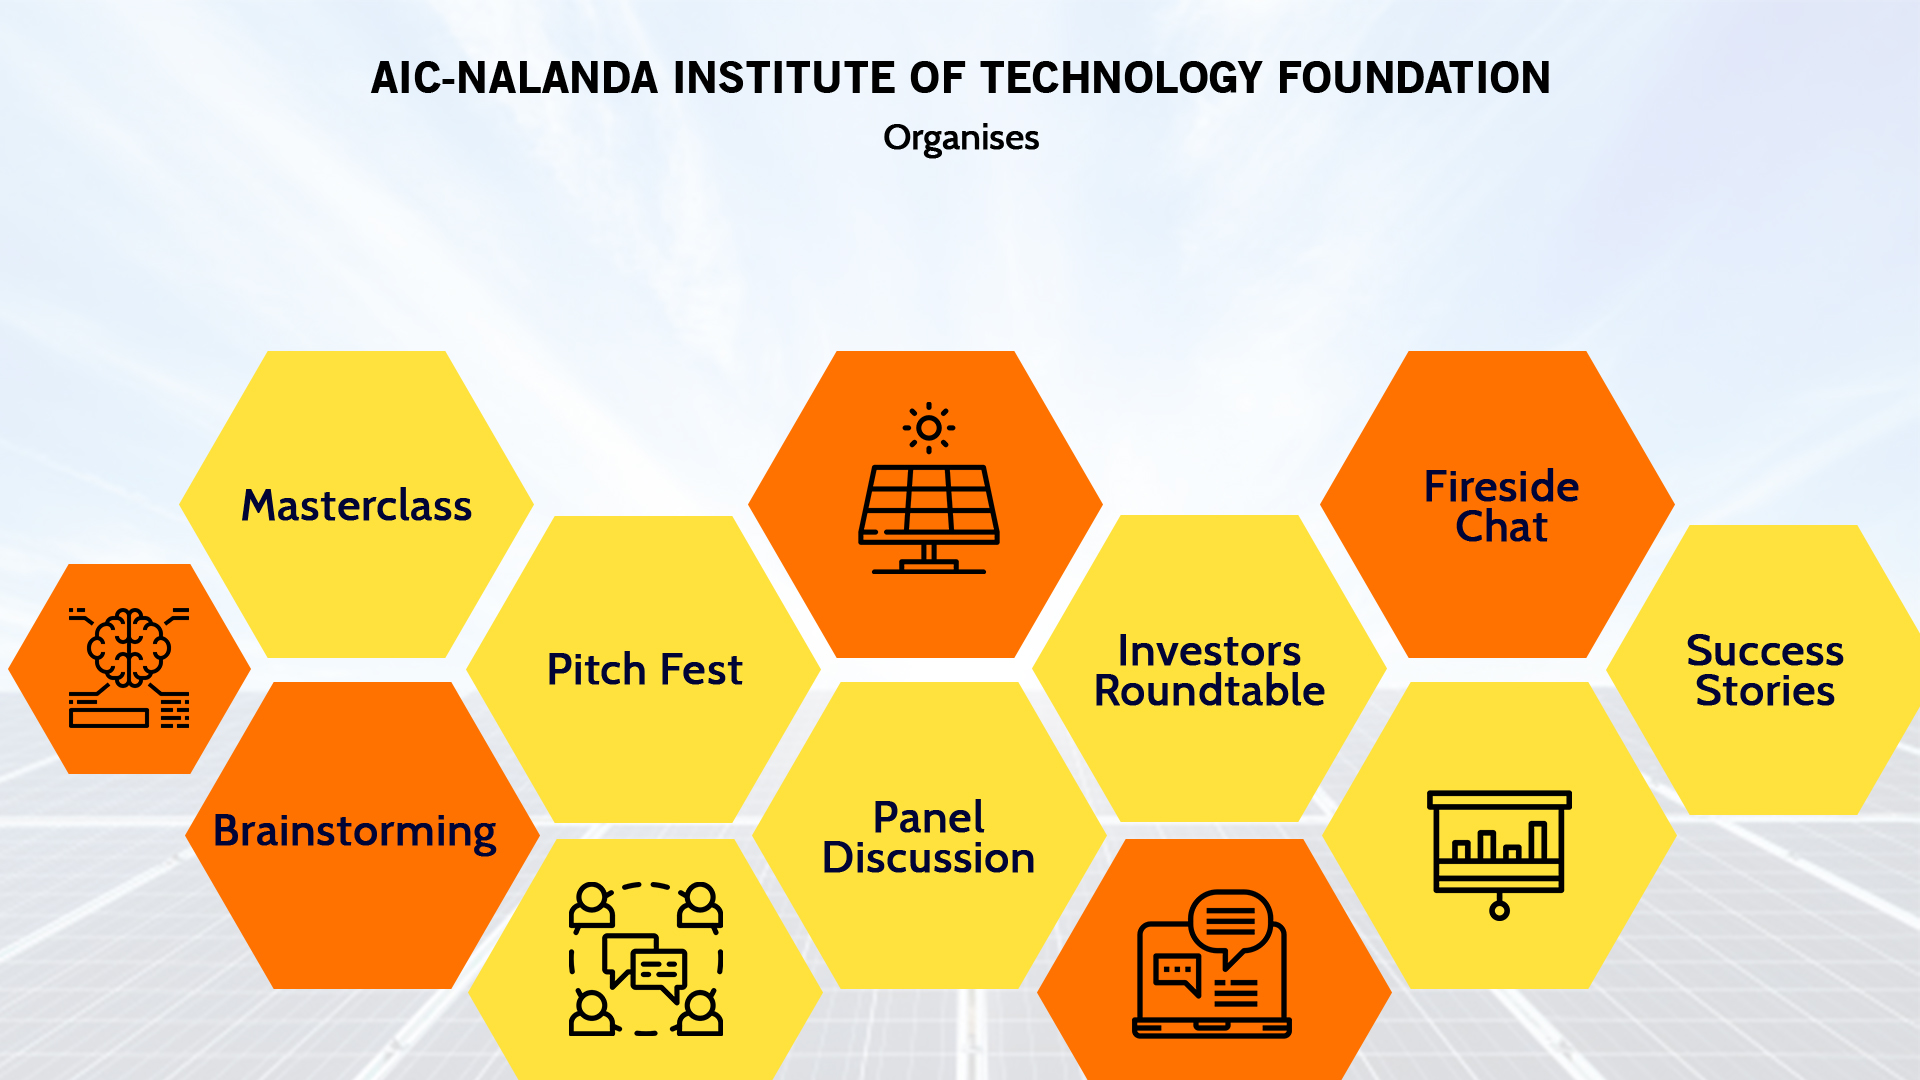 AIC-NALANDA INSTITUTE OF TECHNOLOGY FOUNDATION
Organises
Masterclass
Fireside
Chat
Pitch Fest
Investors
Roundtable
Success
Stories
Brainstorming
Panel
Discussion